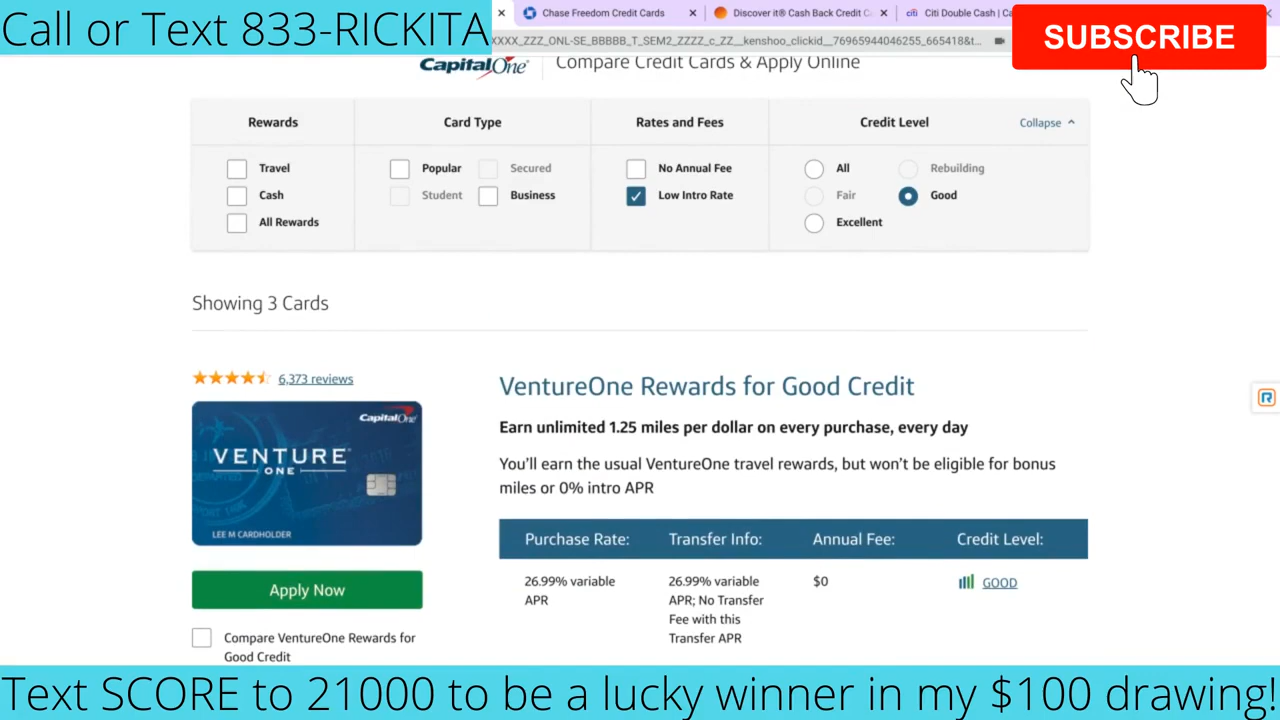 Call or Text 833-RICKITA
Chase Freedom Credit Cards
Discover it® Cash Back Credit C
Citi Double Cash | Ca
SUBSCRIBE
XXXX_ZZZ_ONL-SE_BBBBB_T_SEM2_ZZZZ_c_ZZ__kenshoo_clickid__76965944046255_665418&t...
Capital One
Compare Credit Cards & Apply Online
Rewards
Card Type
Rates and Fees
Credit Level
Collapse
Travel
Popular
Secured
No Annual Fee
All
Rebuilding
Cash
Student
Business
Low Intro Rate
Fair
Good
All Rewards
Excellent
Showing 3 Cards
6,373 reviews
VentureOne Rewards for Good Credit
Capital One
VENTURE
ONE
LEE M CARDHOLDER
Earn unlimited 1.25 miles per dollar on every purchase, every day
You'll earn the usual VentureOne travel rewards, but won't be eligible for bonus
miles or 0% intro APR
Purchase Rate:
Transfer Info:
Annual Fee:
Credit Level:
26.99% variable
APR
26.99% variable
APR; No Transfer
Fee with this
Transfer APR
$0
GOOD
Apply Now
Compare VentureOne Rewards for
Good Credit
R
Text SCORE to 21000 to be a lucky winner in my $100 drawing!